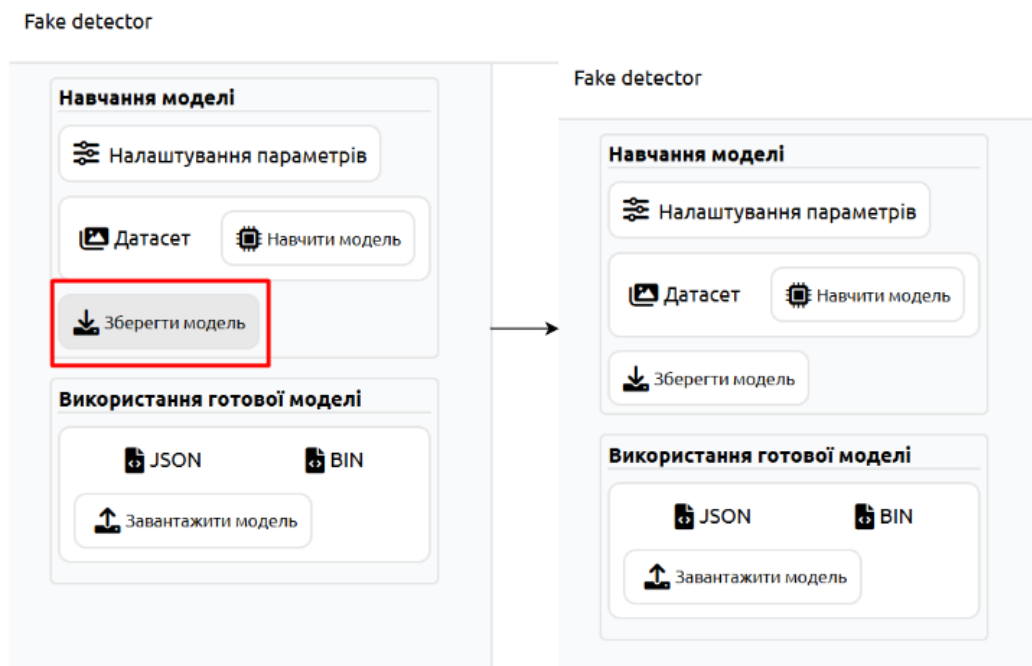 Fake detector
Навчання моделі
Налаштування параметрів
Датасет
Навчити модель
Зберегти модель
Використання готової моделі
JSON
BIN
Завантажити модель
Fake detector
Навчання моделі
Налаштування параметрів
Датасет
Навчити модель
Зберегти модель
Використання готової моделі
JSON
BIN
Завантажити модель